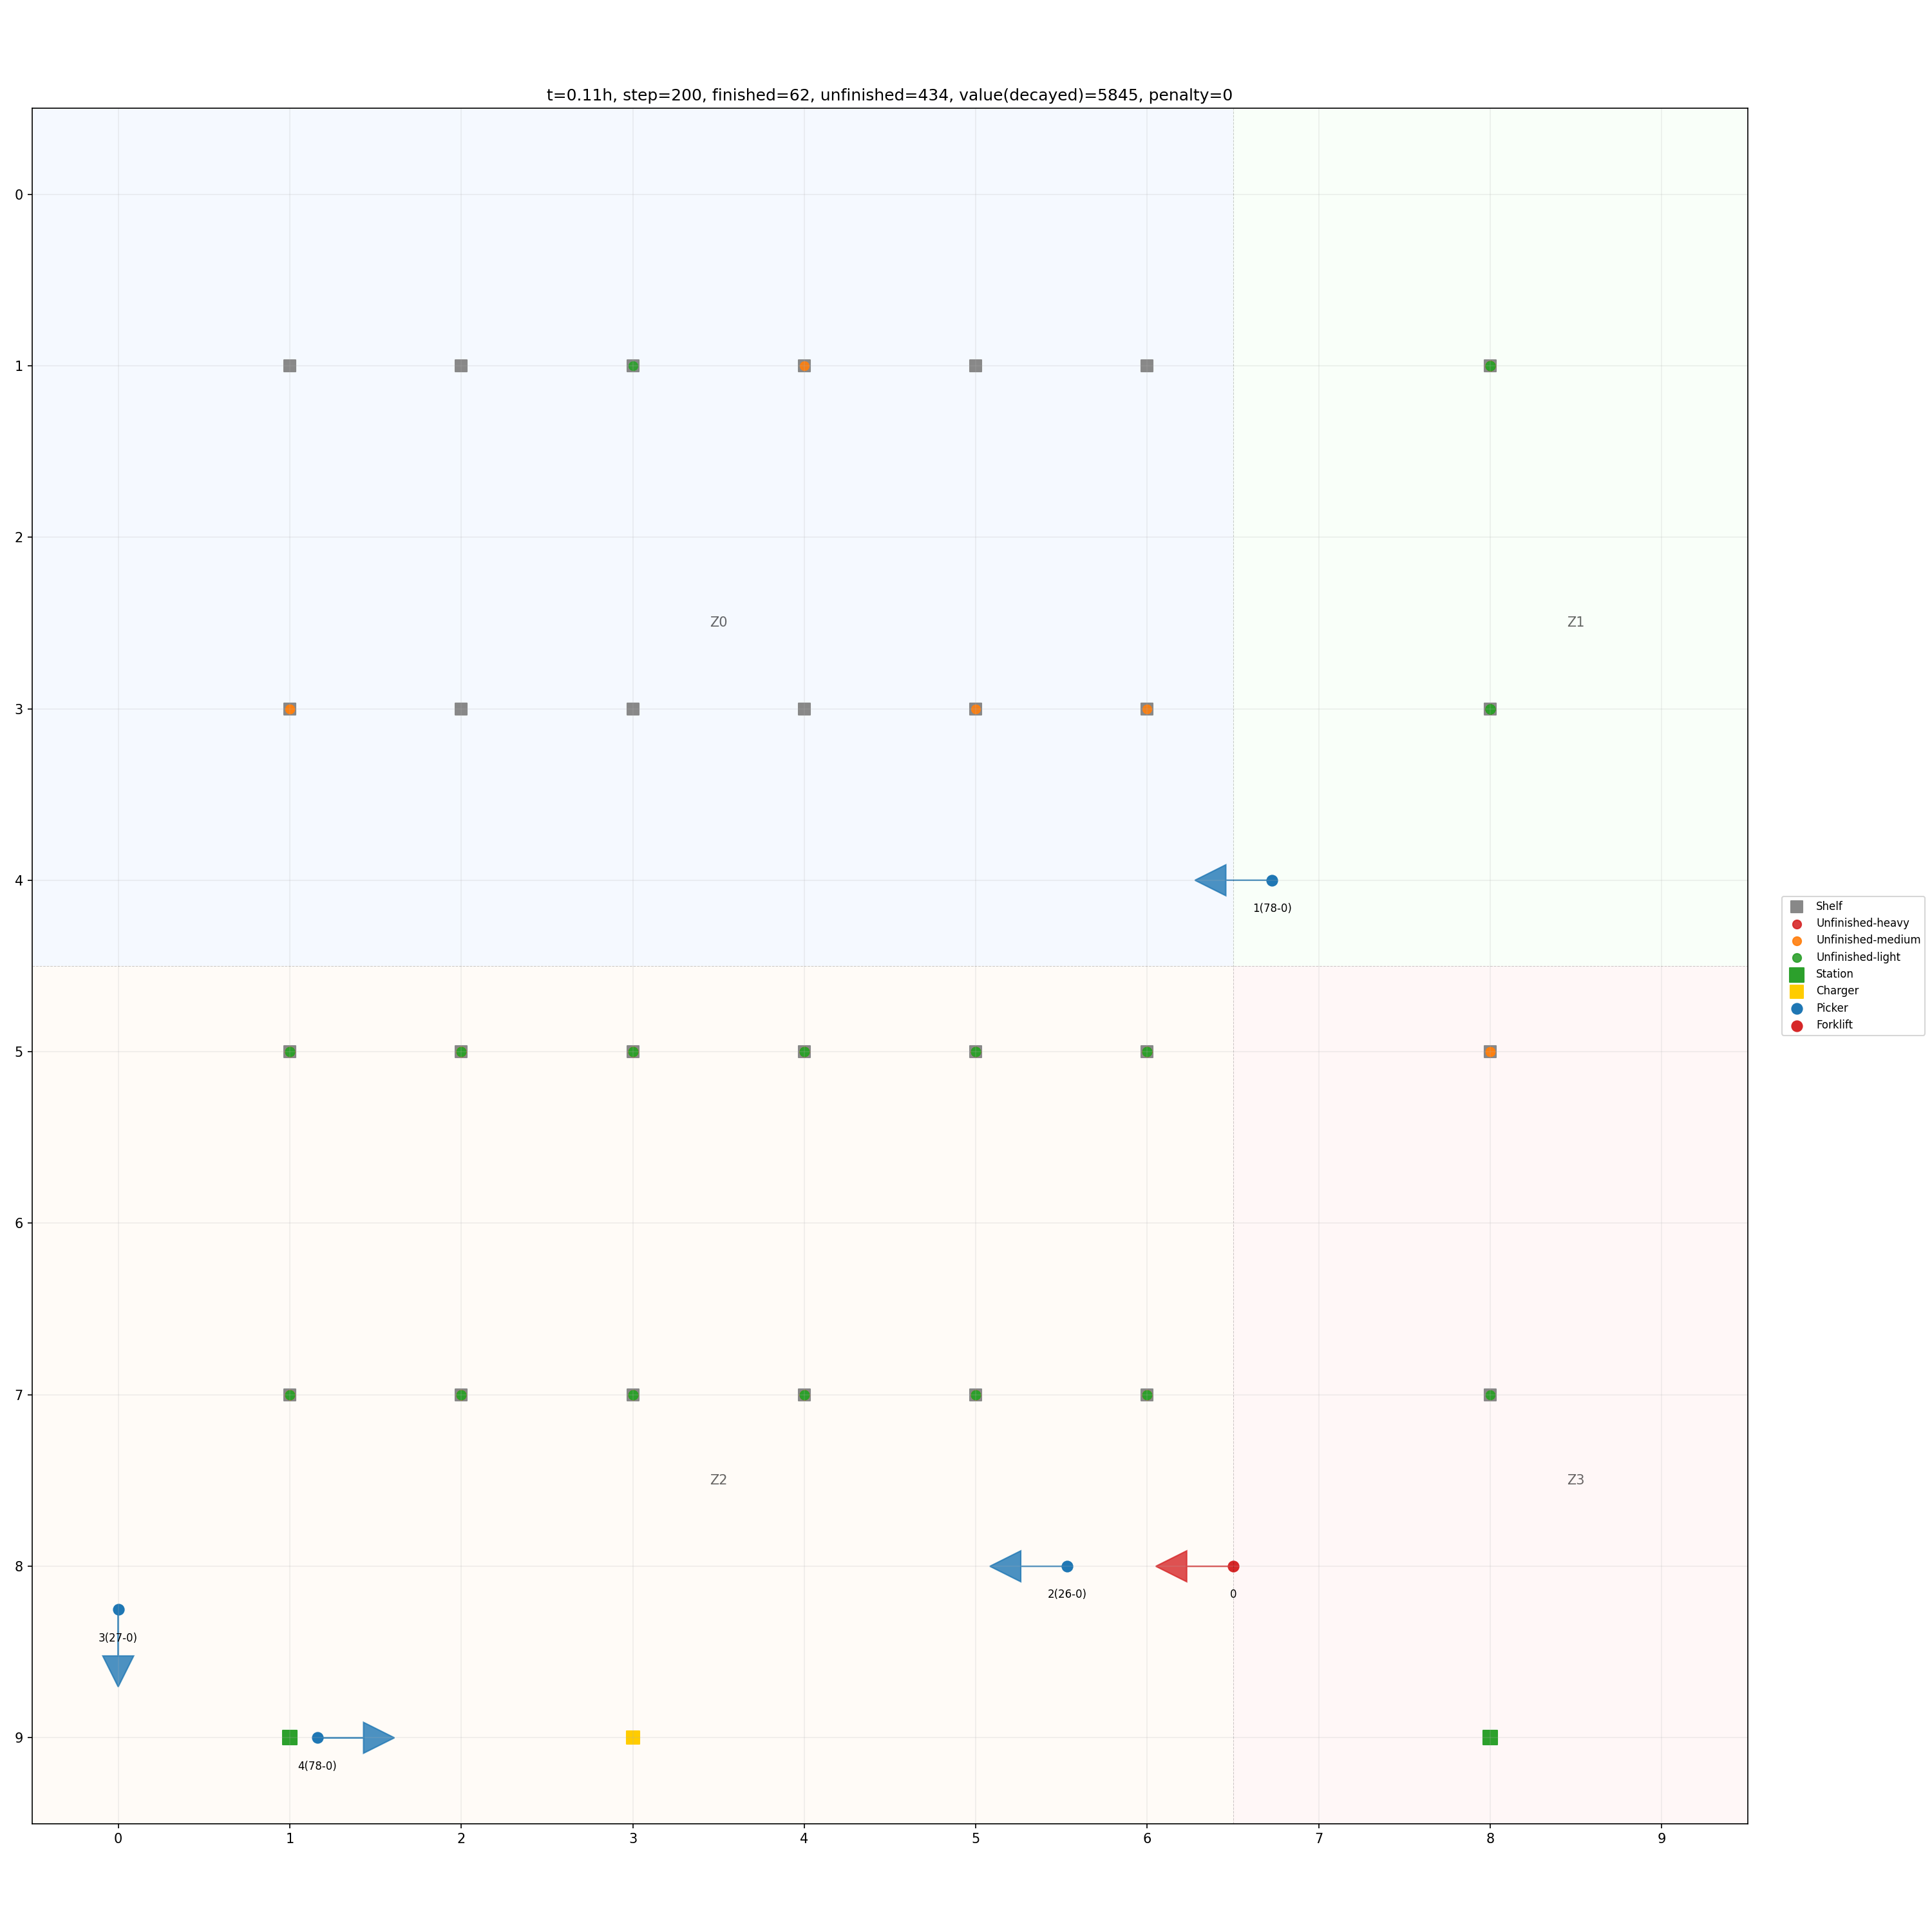 t=0.11h, step=200, finished=62, unfinished=434, value(decayed)=5845, penalty=0
0
1
2
Z0
Z1
3
4
1(78-0)
Shelf
Unfinished-heavy
Unfinished-medium
Unfinished-light
Station
Charger
Picker
Forklift
5
6
7
Z2
Z3
8
2(26-0)
0
3(27-0)
9
4(78-0)
0 1 2 3 4 5 6 7 8 9